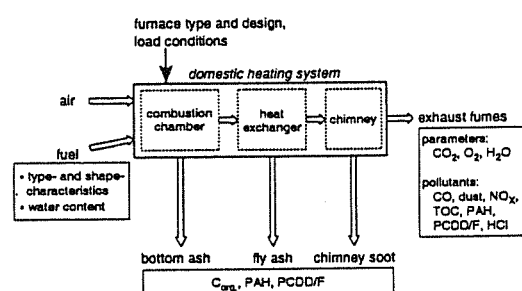 furnace type and design,
load conditions
domestic heating system
air
combustion
chamber
heat
exchanger
chimney
exhaust fumes
fuel
• type- and shape-
characteristics
• water content
parameters:
CO₂, O₂, H₂O
pollutants:
CO, dust, NOₓ,
TOC, PAH,
PCDD/F, HCl
bottom ash
fly ash
chimney soot
C_org., PAH, PCDD/F